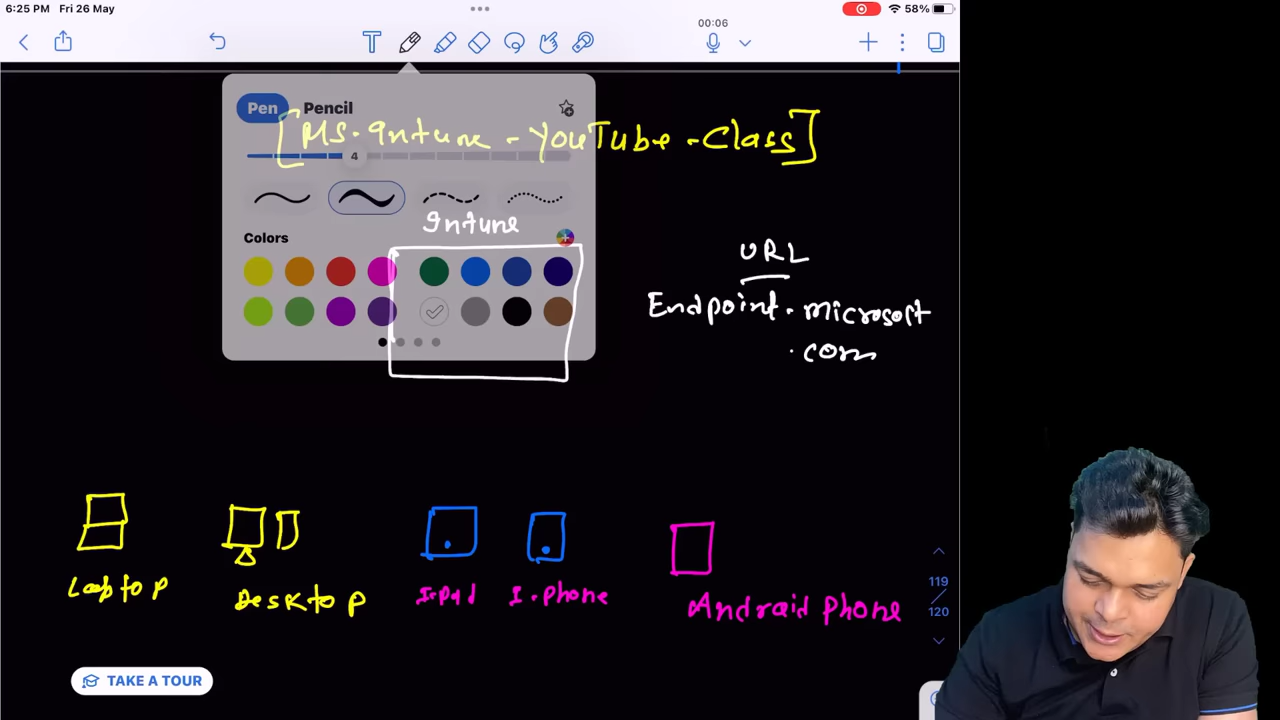 6:25 PM Fri 26 May
58%
00:06
T
Pen Pencil
[MS.Intune - YouTube - Class]
4
Intune
Colors
URL
Endpoint.microsoft
.com
Laptop
Desktop
I.pad
I.phone
Andraid phone
119
120
TAKE A TOUR